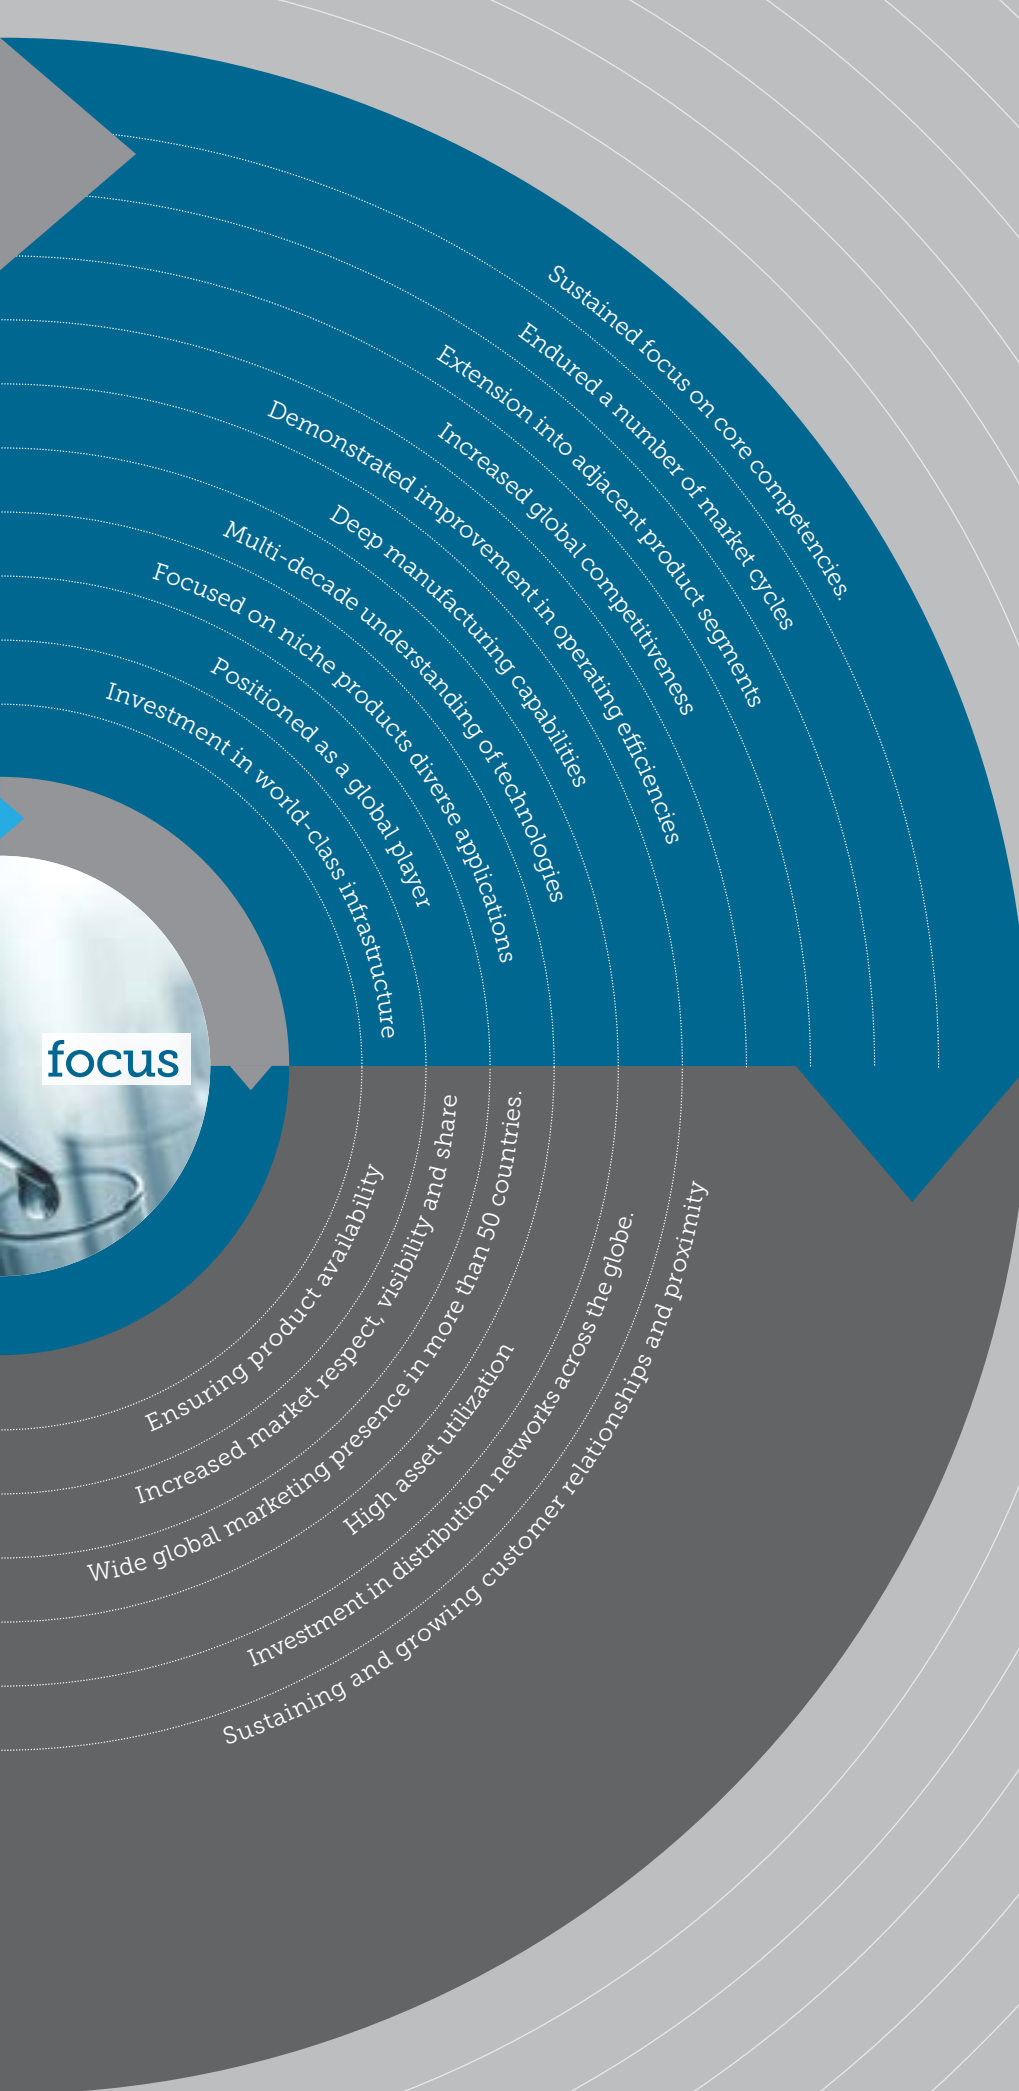 Sustained focus on core competencies.
Endured a number of market cycles
Extension into adjacent product segments
Increased global competitiveness
Demonstrated improvement in operating efficiencies
Deep manufacturing capabilities
Multi-decade understanding of technologies
Focused on niche products diverse applications
Positioned as a global player
Investment in world-class infrastructure
focus
Ensuring product availability
Increased market respect, visibility and share
Wide global marketing presence in more than 50 countries.
High asset utilization
Investment in distribution networks across the globe.
Sustaining and growing customer relationships and proximity